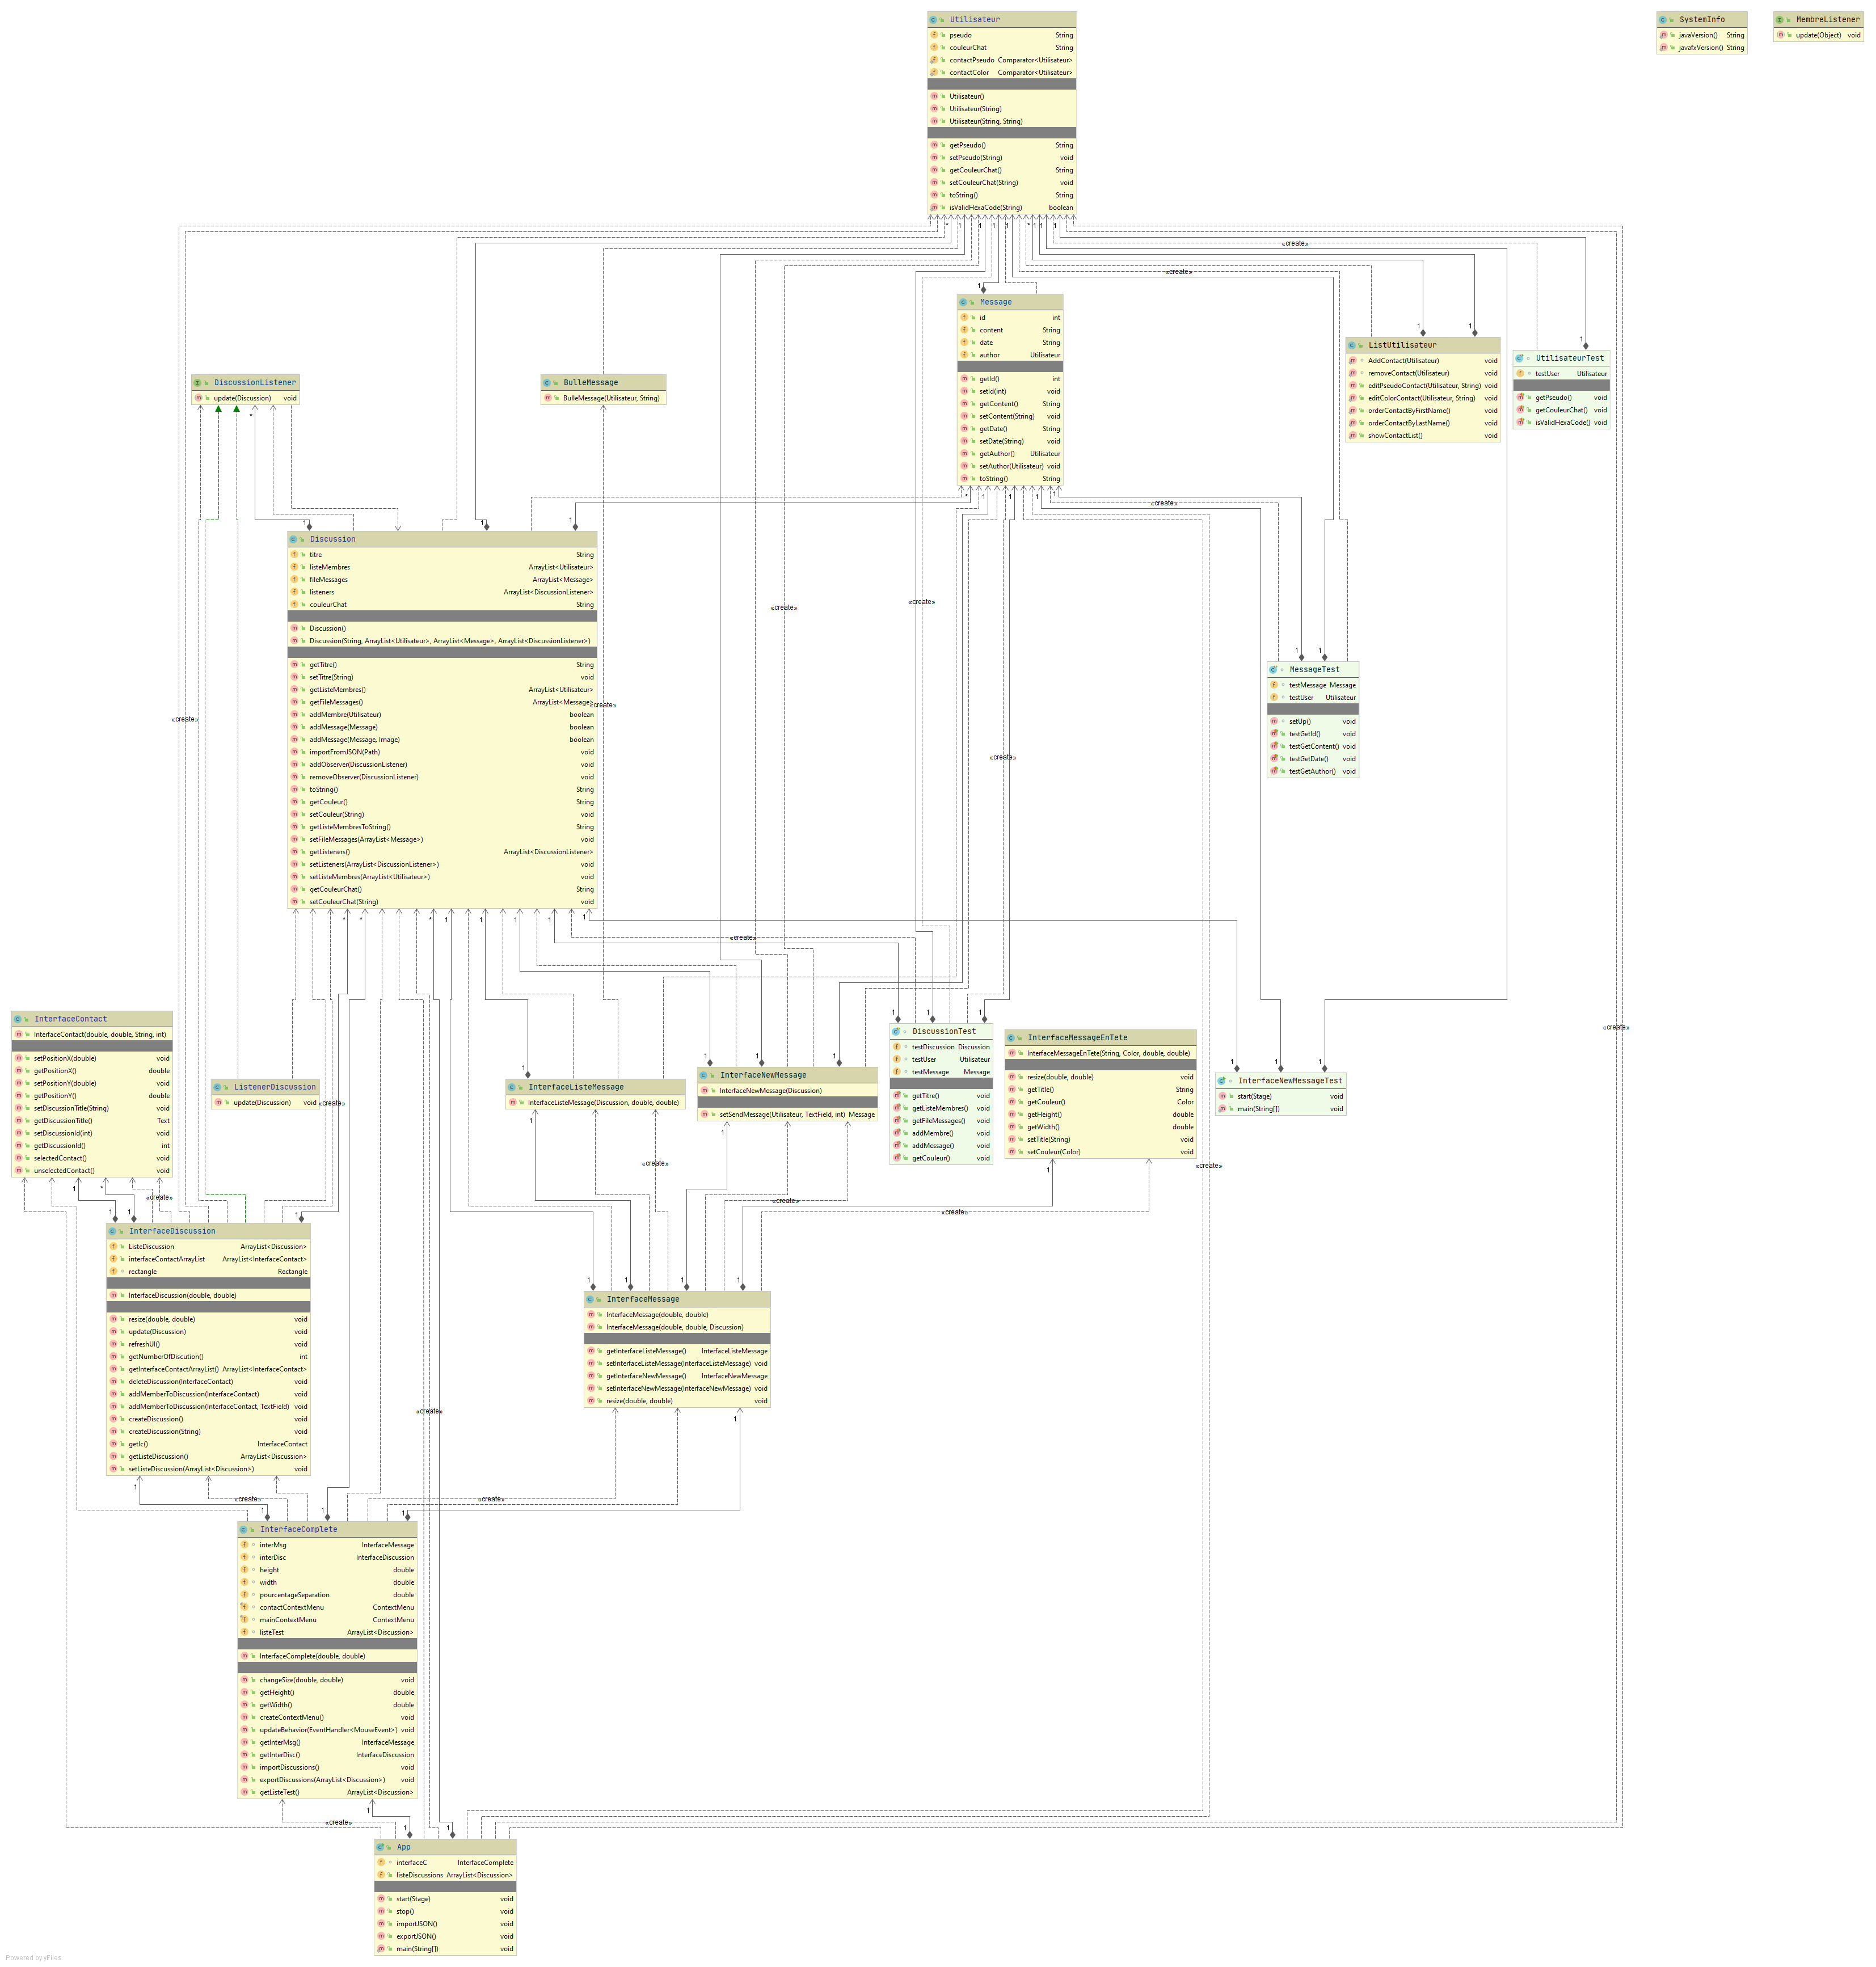 Utilisateur
pseudo String
couleurChat String
contactPseudo Comparator<Utilisateur>
contactColor Comparator<Utilisateur>
Utilisateur()
Utilisateur(String)
Utilisateur(String, String)
getPseudo() String
setPseudo(String) void
getCouleurChat() String
setCouleurChat(String) void
toString() String
isValidHexaCode(String) boolean
SystemInfo
javaVersion() String
javafxVersion() String
MembreListener
update(Object) void
«create»
«create»
Message
id int
content String
date String
author Utilisateur
getId() int
setId(int) void
getContent() String
setContent(String) void
getDate() String
setDate(String) void
getAuthor() Utilisateur
setAuthor(Utilisateur) void
toString() String
ListUtilisateur
AddContact(Utilisateur) void
removeContact(Utilisateur) void
editPseudoContact(Utilisateur, String) void
editColorContact(Utilisateur, String) void
orderContactByFirstName() void
orderContactByLastName() void
showContactList() void
UtilisateurTest
testUser Utilisateur
getPseudo() void
getCouleurChat() void
isValidHexaCode() void
DiscussionListener
update(Discussion) void
BulleMessage
BulleMessage(Utilisateur, String)
«create»
Discussion
titre String
listeMembres ArrayList<Utilisateur>
fileMessages ArrayList<Message>
listeners ArrayList<DiscussionListener>
couleurChat String
Discussion()
Discussion(String, ArrayList<Utilisateur>, ArrayList<Message>, ArrayList<DiscussionListener>)
getTitre() String
setTitre(String) void
getListeMembres() ArrayList<Utilisateur>
getFileMessages() ArrayList<Message>
addMembre(Utilisateur) boolean
addMessage(Message) boolean
addMessage(Message, Image) boolean
importFromJSON(Path) void
addObserver(DiscussionListener) void
removeObserver(DiscussionListener) void
toString() String
getCouleur() String
setCouleur(String) void
getListeMembresToString() String
setFileMessages(ArrayList<Message>) void
getListeners() ArrayList<DiscussionListener>
setListeners(ArrayList<DiscussionListener>) void
setListeMembres(ArrayList<Utilisateur>) void
getCouleurChat() String
setCouleurChat(String) void
«create»
«create»
«create»
«create»
«create»
MessageTest
testMessage Message
testUser Utilisateur
setUp() void
testGetId() void
testGetContent() void
testGetDate() void
testGetAuthor() void
«create»
«create»
InterfaceContact
InterfaceContact(double, double, String, int)
setPositionX(double) void
getPositionX() double
setPositionY(double) void
getPositionY() double
setDiscussionTitle(String) void
getDiscussionTitle() Text
setDiscussionId(int) void
getDiscussionId() int
selectedContact() void
unselectedContact() void
ListenerDiscussion
update(Discussion) void
«create»
InterfaceListeMessage
InterfaceListeMessage(Discussion, double, double)
InterfaceNewMessage
InterfaceNewMessage(Discussion)
setSendMessage(Utilisateur, TextField, int) Message
DiscussionTest
testDiscussion Discussion
testUser Utilisateur
testMessage Message
getTitre() void
getListeMembres() void
getFileMessages() void
addMembre() void
addMessage() void
getCouleur() void
InterfaceMessageEnTete
InterfaceMessageEnTete(String, Color, double, double)
resize(double, double) void
getTitle() String
getCouleur() Color
getHeight() double
getWidth() double
setTitle(String) void
setCouleur(Color) void
InterfaceNewMessageTest
start(Stage) void
main(String[]) void
«create»
«create»
«create»
«create»
«create»
InterfaceDiscussion
ListeDiscussion ArrayList<Discussion>
interfaceContactArrayList ArrayList<InterfaceContact>
rectangle Rectangle
InterfaceDiscussion(double, double)
resize(double, double) void
update(Discussion) void
refreshUI() void
getNumberOfDiscution() int
getInterfaceContactArrayList() ArrayList<InterfaceContact>
deleteDiscussion(InterfaceContact) void
addMemberToDiscussion(InterfaceContact) void
addMemberToDiscussion(InterfaceContact, TextField) void
createDiscussion() void
createDiscussion(String) void
getIc() InterfaceContact
getListeDiscussion() ArrayList<Discussion>
setListeDiscussion(ArrayList<Discussion>) void
InterfaceMessage
InterfaceMessage(double, double)
InterfaceMessage(double, double, Discussion)
getInterfaceListeMessage() InterfaceListeMessage
setInterfaceListeMessage(InterfaceListeMessage) void
getInterfaceNewMessage() InterfaceNewMessage
setInterfaceNewMessage(InterfaceNewMessage) void
resize(double, double) void
«create»
«create»
«create»
InterfaceComplete
interMsg InterfaceMessage
interDisc InterfaceDiscussion
height double
width double
pourcentageSeparation double
contactContextMenu ContextMenu
mainContextMenu ContextMenu
listeTest ArrayList<Discussion>
InterfaceComplete(double, double)
changeSize(double, double) void
getHeight() double
getWidth() double
createContextMenu() void
updateBehavior(EventHandler<MouseEvent>) void
getInterMsg() InterfaceMessage
getInterDisc() InterfaceDiscussion
importDiscussions() void
exportDiscussions(ArrayList<Discussion>) void
getListeTest() ArrayList<Discussion>
«create»
App
interfaceC InterfaceComplete
listeDiscussions ArrayList<Discussion>
start(Stage) void
stop() void
importJSON() void
exportJSON() void
main(String[]) void
Powered by yFiles